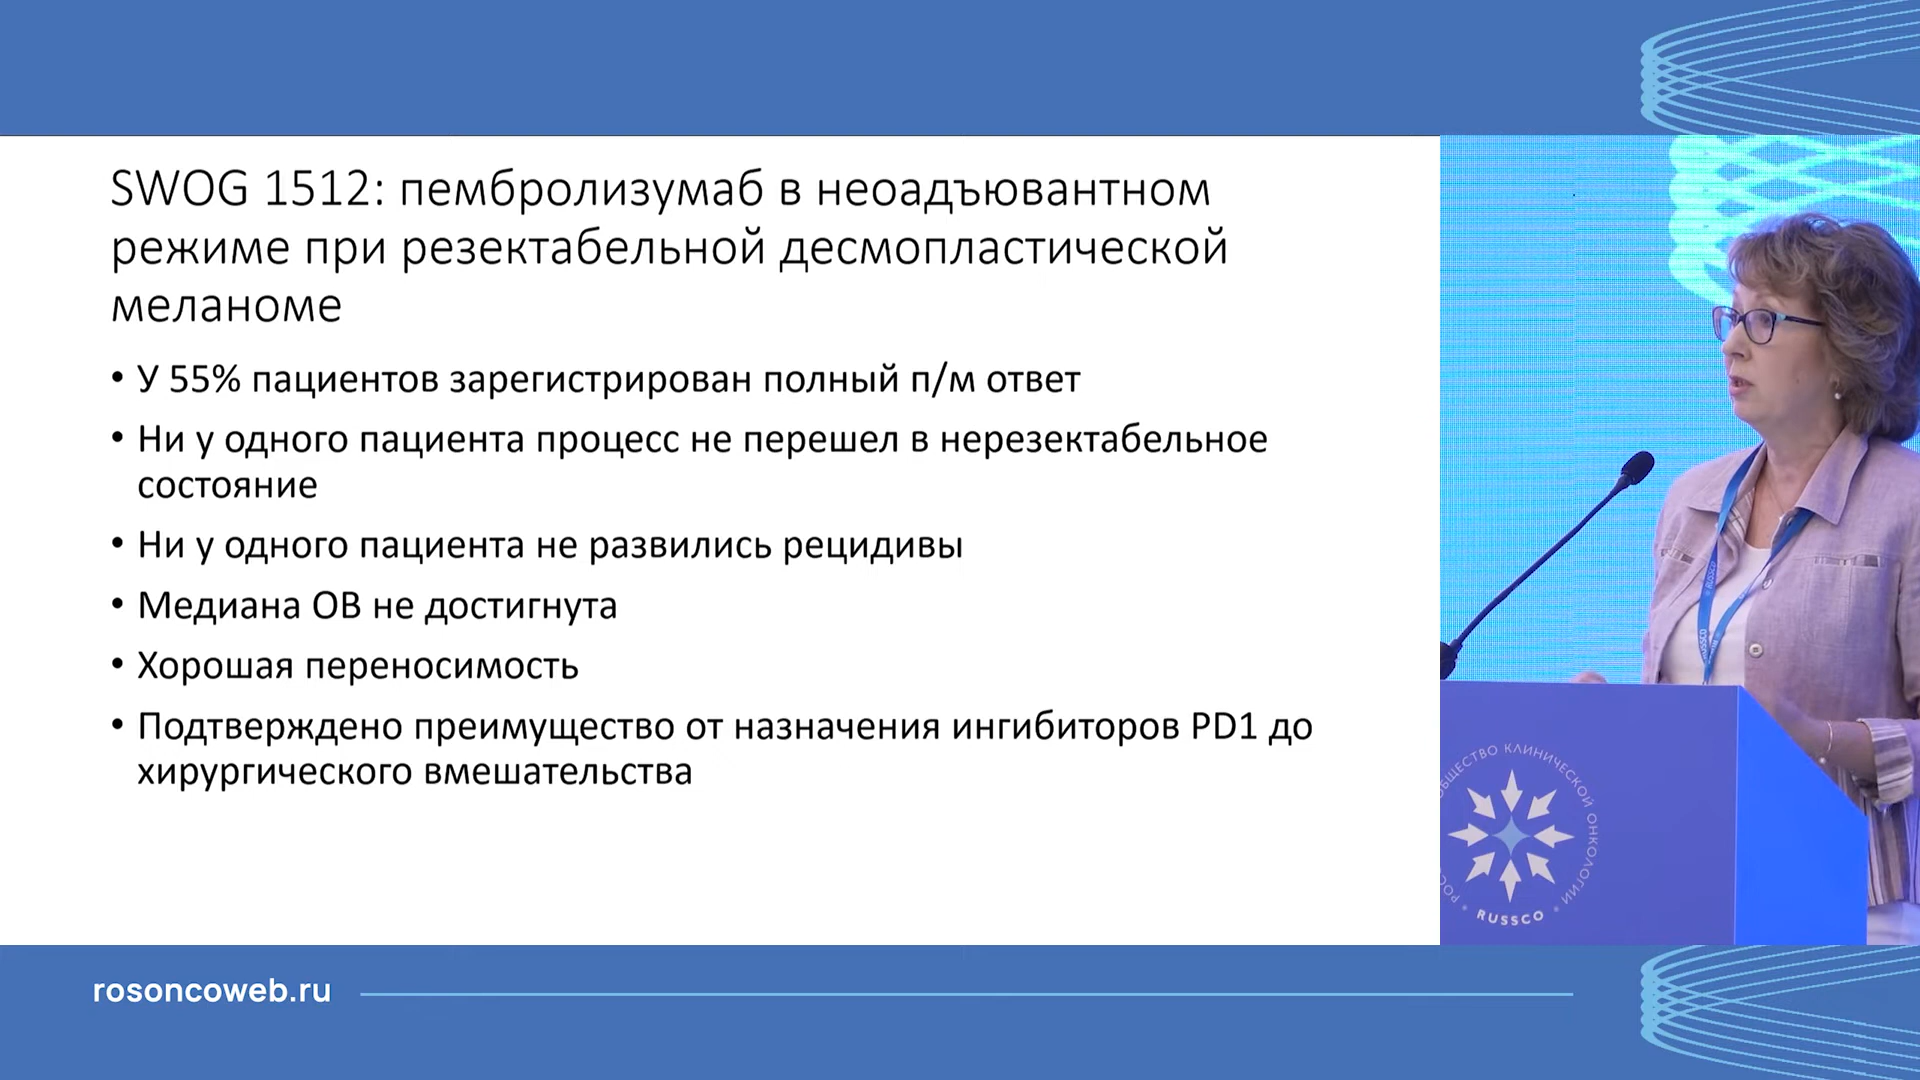 SWOG 1512: пембролизумаб в неоадъювантном
режиме при резектабельной десмопластической
меланоме
• У 55% пациентов зарегистрирован полный п/м ответ
• Ни у одного пациента процесс не перешел в нерезектабельное
состояние
• Ни у одного пациента не развились рецидивы
• Медиана ОВ не достигнута
• Хорошая переносимость
• Подтверждено преимущество от назначения ингибиторов PD1 до
хирургического вмешательства
RUSSCO
ОБЩЕСТВО КЛИНИЧЕСКОЙ ОНКОЛОГИИ
RUSSCO
rosoncoweb.ru